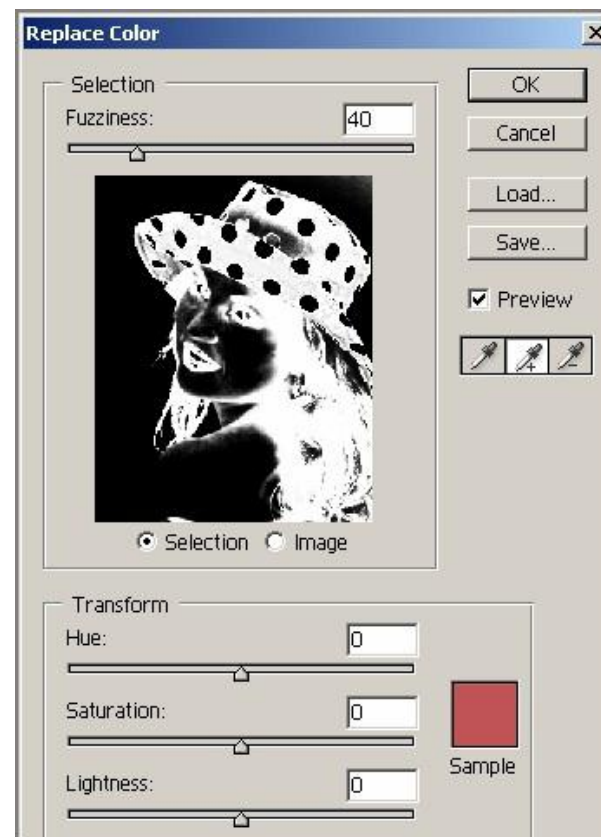 Replace Color
Selection
Fuzziness: 40
OK
Cancel
Load...
Save...
Preview
Selection Image
Transform
Hue: 0
Saturation: 0
Sample
Lightness: 0